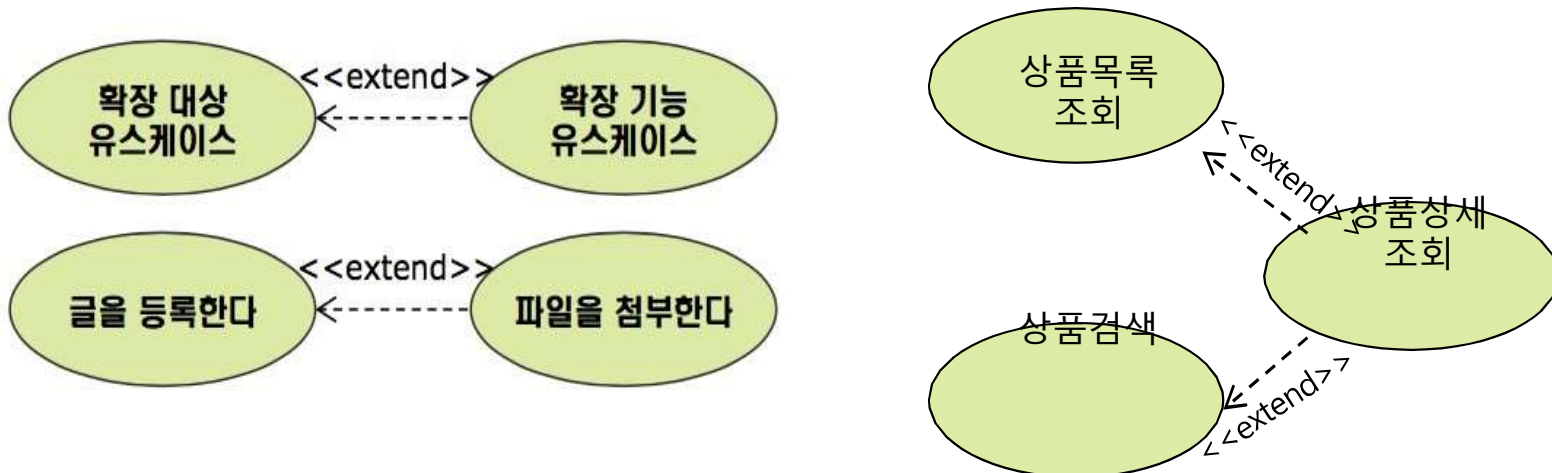 확장 대상
유스케이스
<<extend>>
확장 기능
유스케이스
글을 등록한다
<<extend>>
파일을 첨부한다
상품목록
조회
<<extend>>
상품상세
조회
상품검색
<<extend>>